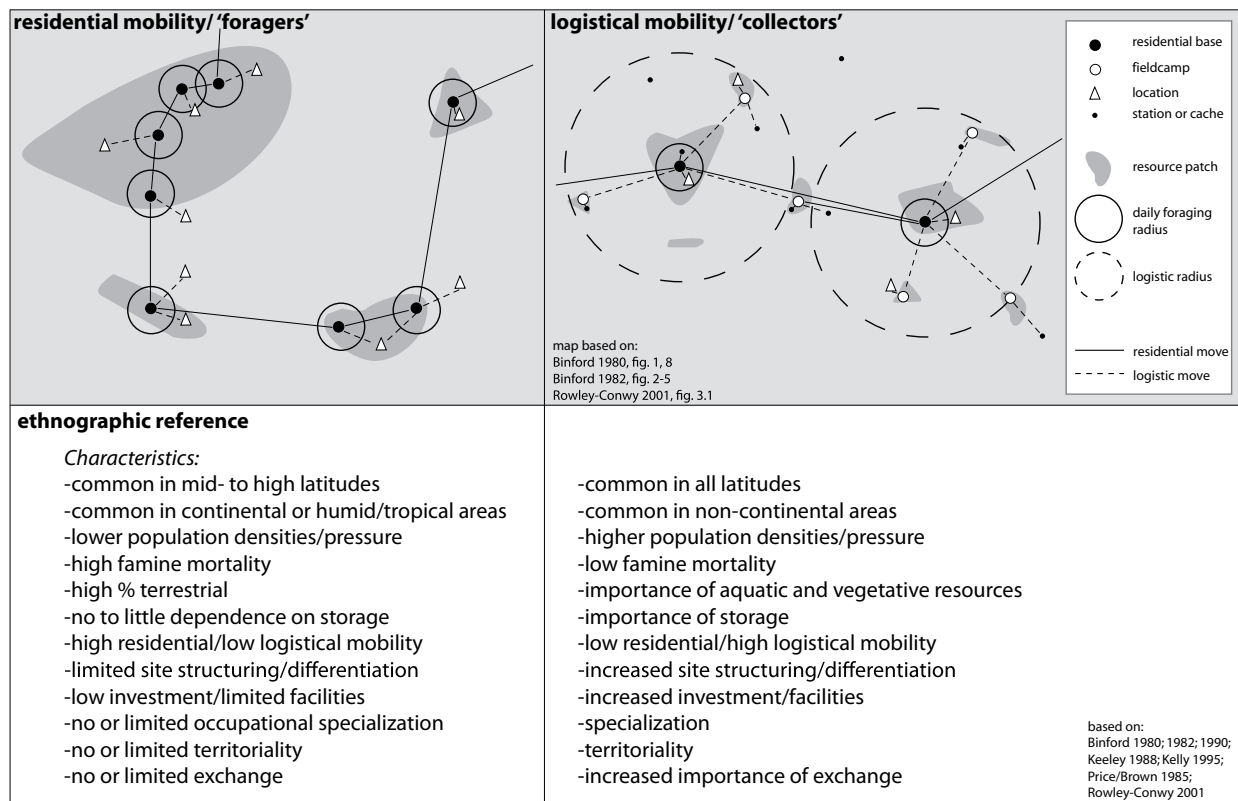 residential mobility/ 'foragers'
logistical mobility/ 'collectors'
residential base
fieldcamp
location
station or cache
resource patch
daily foraging
radius
logistic radius
residential move
logistic move
map based on:
Binford 1980, fig. 1, 8
Binford 1982, fig. 2-5
Rowley-Conwy 2001, fig. 3.1
ethnographic reference
Characteristics:
-common in mid- to high latitudes
-common in continental or humid/tropical areas
-lower population densities/pressure
-high famine mortality
-high % terrestrial
-no to little dependence on storage
-high residential/low logistical mobility
-limited site structuring/differentiation
-low investment/limited facilities
-no or limited occupational specialization
-no or limited territoriality
-no or limited exchange
-common in all latitudes
-common in non-continental areas
-higher population densities/pressure
-low famine mortality
-importance of aquatic and vegetative resources
-importance of storage
-low residential/high logistical mobility
-increased site structuring/differentiation
-increased investment/facilities
-specialization
-territoriality
-increased importance of exchange
based on:
Binford 1980; 1982; 1990;
Keeley 1988; Kelly 1995;
Price/Brown 1985;
Rowley-Conwy 2001